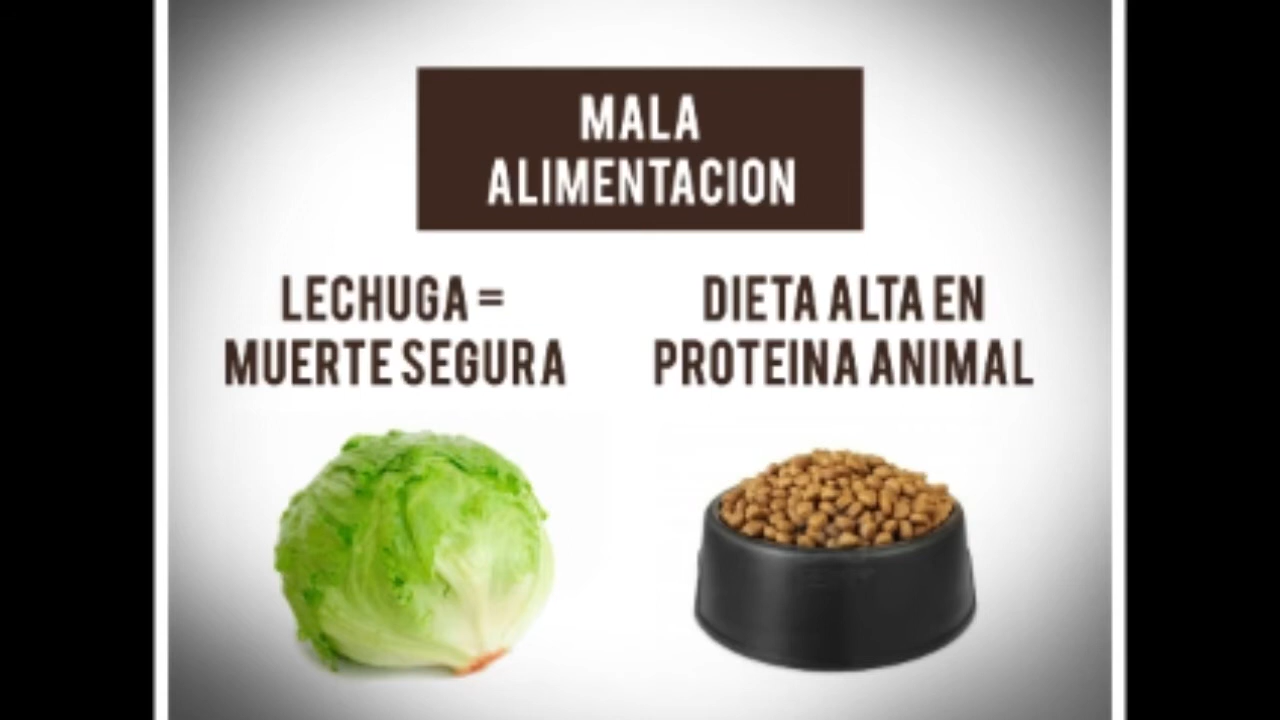 MALA
ALIMENTACION
LECHUGA =
MUERTE SEGURA
DIETA ALTA EN
PROTEINA ANIMAL